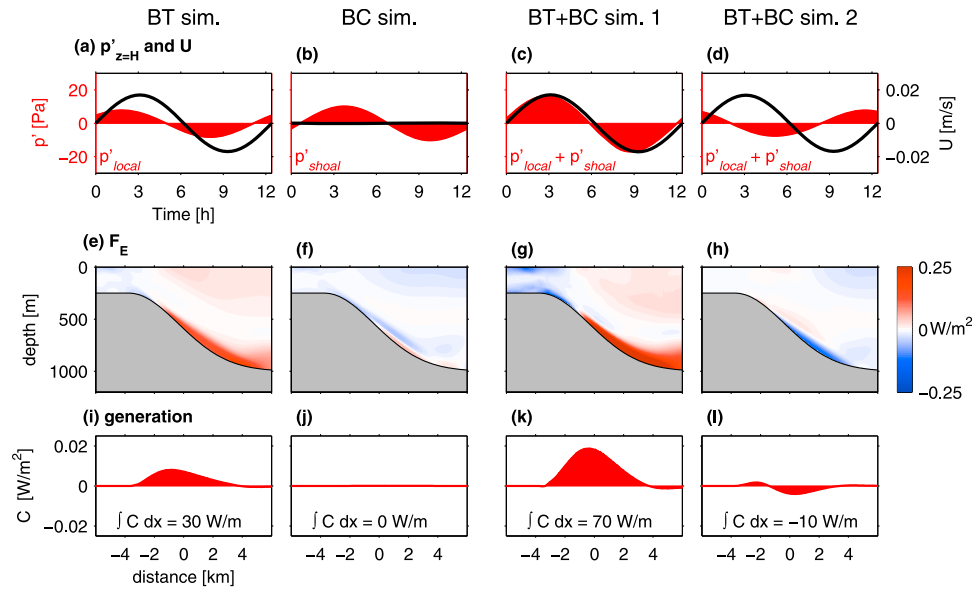 BT sim. BC sim. BT+BC sim. 1 BT+BC sim. 2
(a) p'z=H and U (b) (c) (d)
20
0
−20
p' [Pa]
p'local p'shoal p'local + p'shoal p'local + p'shoal
0.02
0
−0.02
U [m/s]
0 3 6 9 12 0 3 6 9 12 0 3 6 9 12 0 3 6 9 12
Time [h]
(e) FE (f) (g) (h)
0
500
1000
depth [m]
0.25
0 W/m2
−0.25
(i) generation (j) (k) (l)
0.02
0
−0.02
C [W/m2]
∫ C dx = 30 W/m ∫ C dx = 0 W/m ∫ C dx = 70 W/m ∫ C dx = −10 W/m
−4 −2 0 2 4 −4 −2 0 2 4 −4 −2 0 2 4 −4 −2 0 2 4
distance [km]